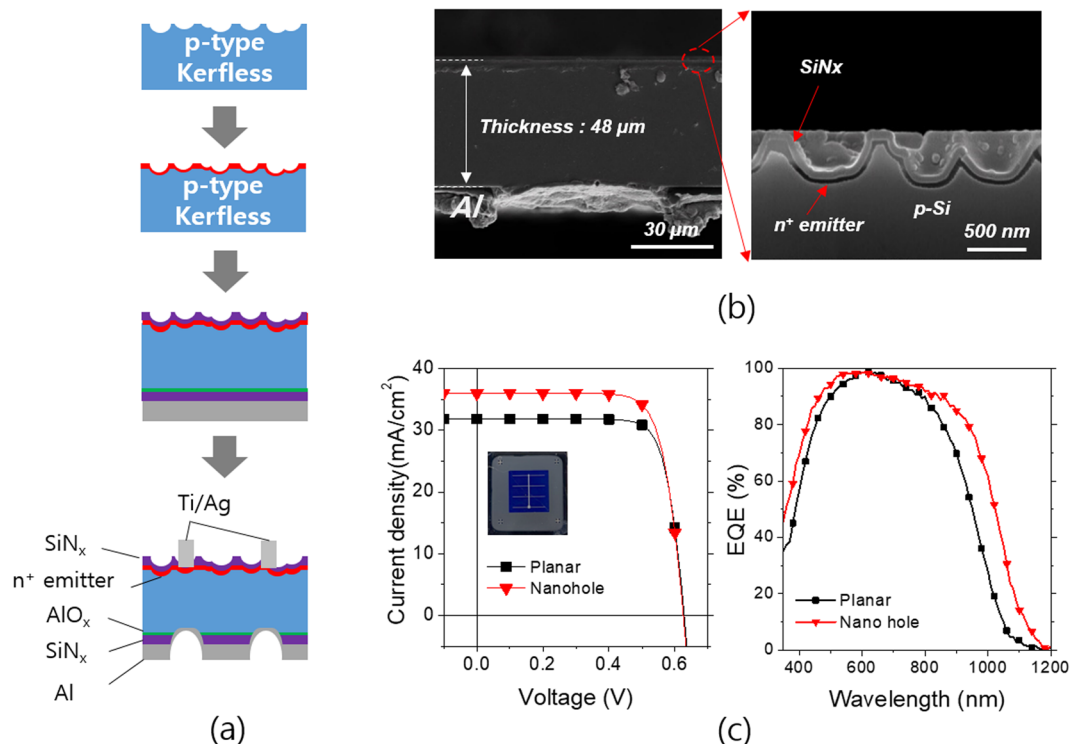 p-type
Kerfless
p-type
Kerfless
Ti/Ag
SiNx
n+ emitter
AlOx
SiNx
Al
(a)
Thickness : 48 μm
Al
30 μm
SiNx
n+ emitter
p-Si
500 nm
(b)
Current density(mA/cm2)
40
30
20
10
0
Planar
Nanohole
0.0
0.2
0.4
0.6
Voltage (V)
EQE (%)
100
80
60
40
20
0
Planar
Nano hole
400
600
800
1000
1200
Wavelength (nm)
(c)